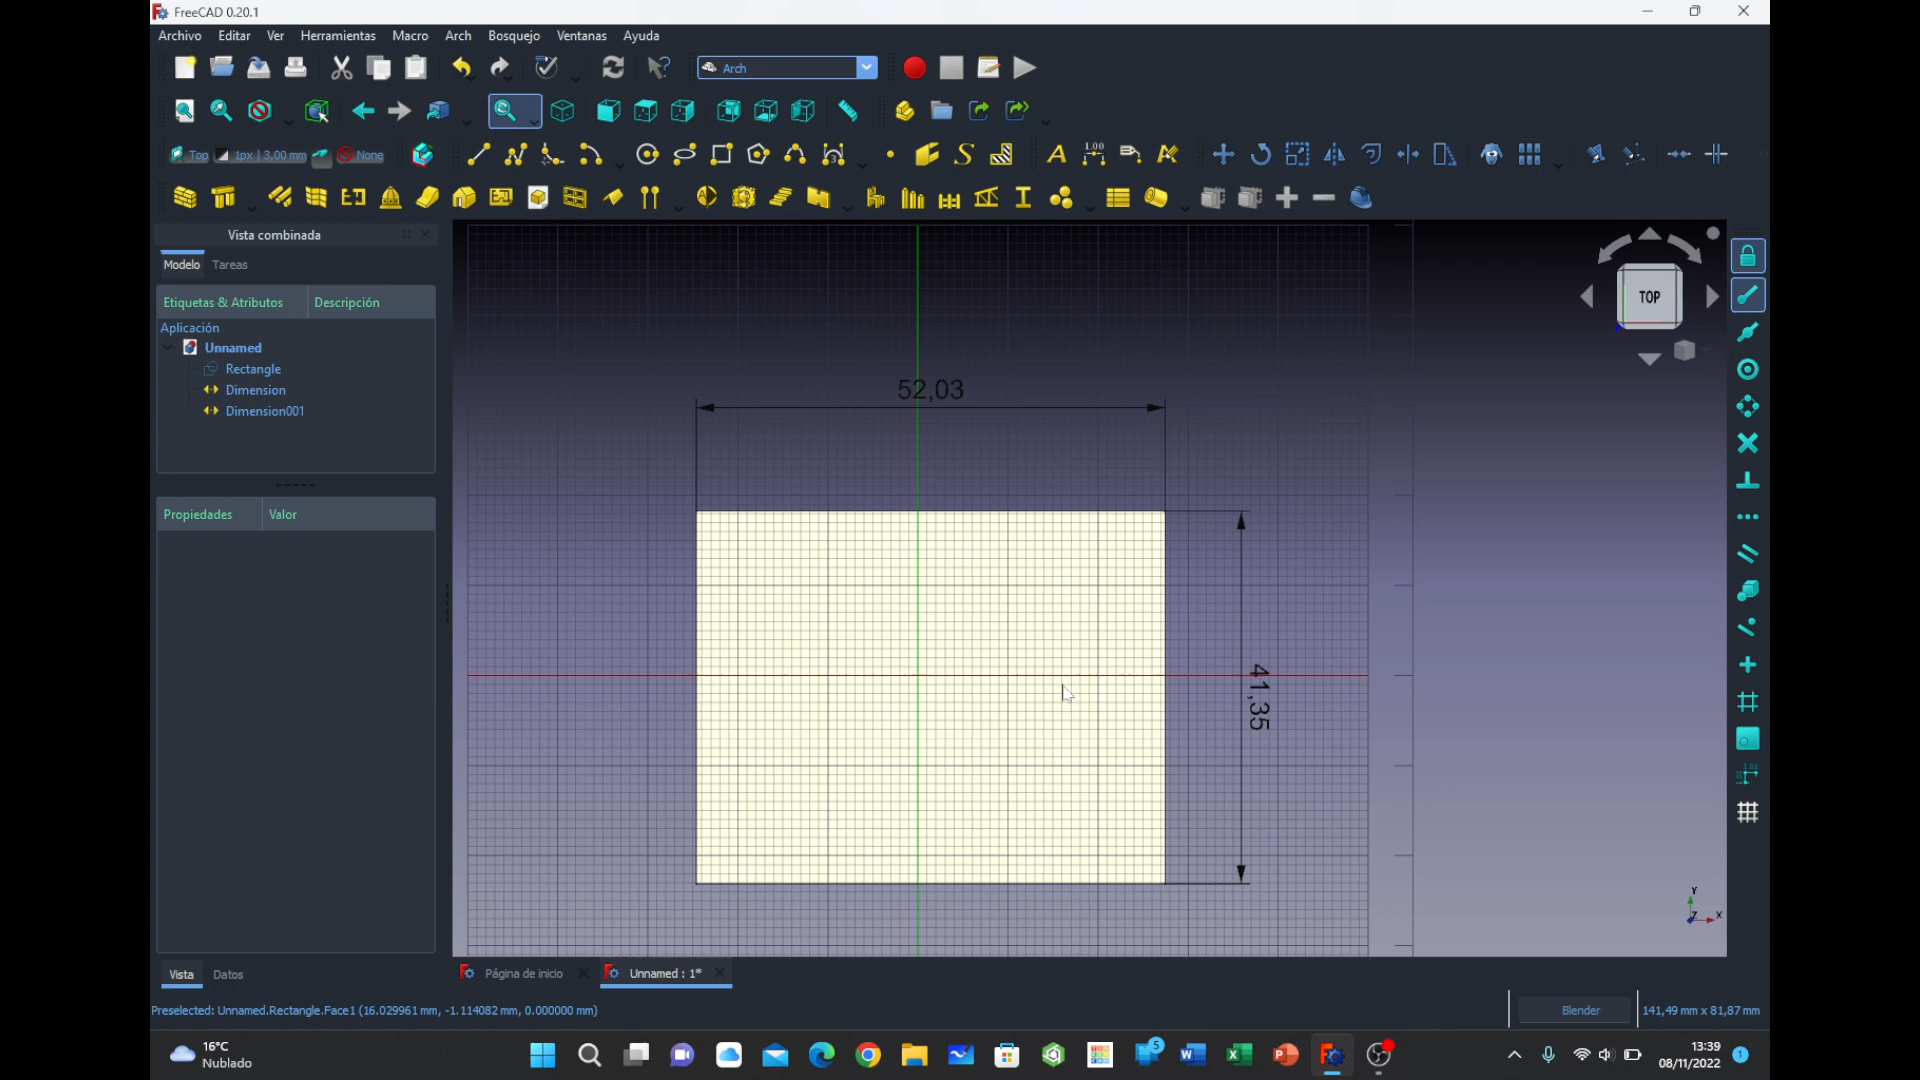 FreeCAD 0.20.1
Archivo Editar Ver Herramientas Macro Arch Bosquejo Ventanas Ayuda
Arch
Top 1px | 3,00 mm None
Vista combinada
Modelo Tareas
Etiquetas & Atributos Descripción
Aplicación
Unnamed
Rectangle
Dimension
Dimension001
Propiedades Valor
TOP
52,03
41,35
Y
Z X
Vista Datos
Página de inicio Unnamed : 1*
Preselected: Unnamed.Rectangle.Face1 (16.029961 mm, -1.114082 mm, 0.000000 mm)
Blender 141,49 mm x 81,87 mm
16°C
Nublado
5
13:39
08/11/2022
1